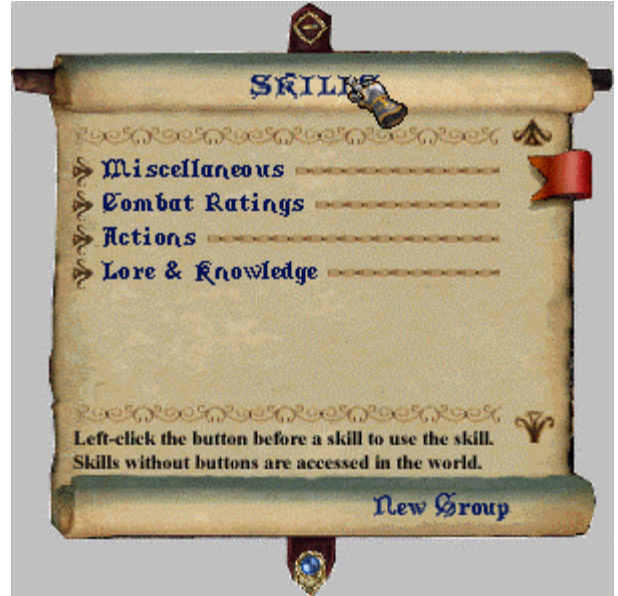 SKILLS
Miscellaneous
Combat Ratings
Actions
Lore & Knowledge
Left-click the button before a skill to use the skill.
Skills without buttons are accessed in the world.
New Group